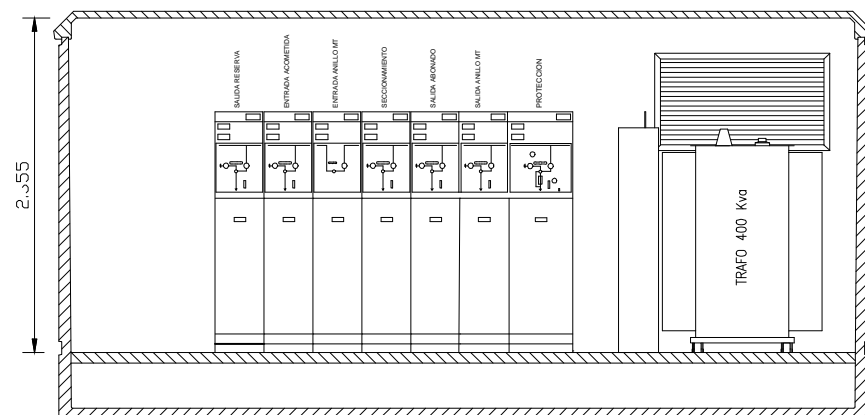 SALIDA RESERVA
ENTRADA ACOMETIDA
ENTRADA ANILLO MT
SECCIONAMIENTO
SALIDA ABONADO
SALIDA ANILLO MT
PROTECCION
2.355
TRAFO 400 Kva